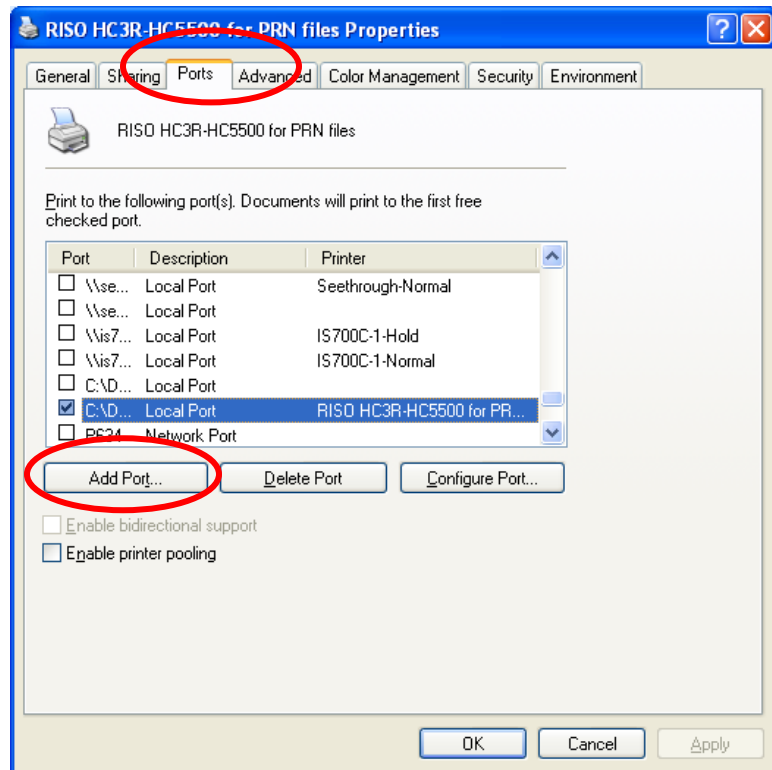 RISO HC3R-HC5500 for PRN files Properties
General Sharing Ports Advanced Color Management Security Environment
RISO HC3R-HC5500 for PRN files
Print to the following port(s). Documents will print to the first free
checked port.
Port Description Printer
\\se... Local Port Seethrough-Normal
\\se... Local Port
\\is7... Local Port IS700C-1-Hold
\\is7... Local Port IS700C-1-Normal
C:\D... Local Port
C:\D... Local Port RISO HC3R-HC5500 for PR...
Network Port
Add Port... Delete Port Configure Port...
Enable bidirectional support
Enable printer pooling
OK Cancel Apply